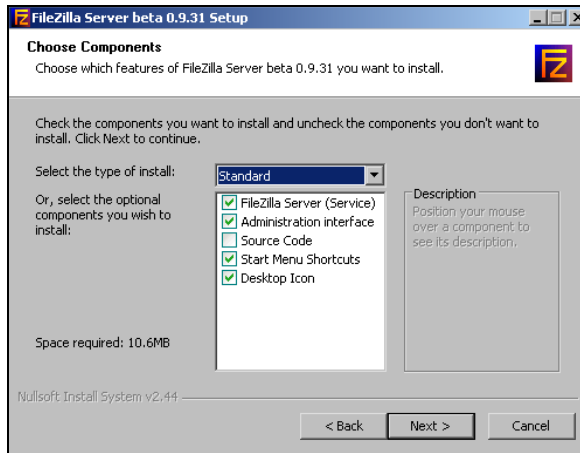 FileZilla Server beta 0.9.31 Setup
Choose Components
Choose which features of FileZilla Server beta 0.9.31 you want to install.
FZ
Check the components you want to install and uncheck the components you don't want to
install. Click Next to continue.
Select the type of install:
Standard
Or, select the optional
components you wish to
install:
FileZilla Server (Service)
Administration interface
Source Code
Start Menu Shortcuts
Desktop Icon
Description
Position your mouse
over a component to
see its description.
Space required: 10.6MB
Nullsoft Install System v2.44
< Back
Next >
Cancel